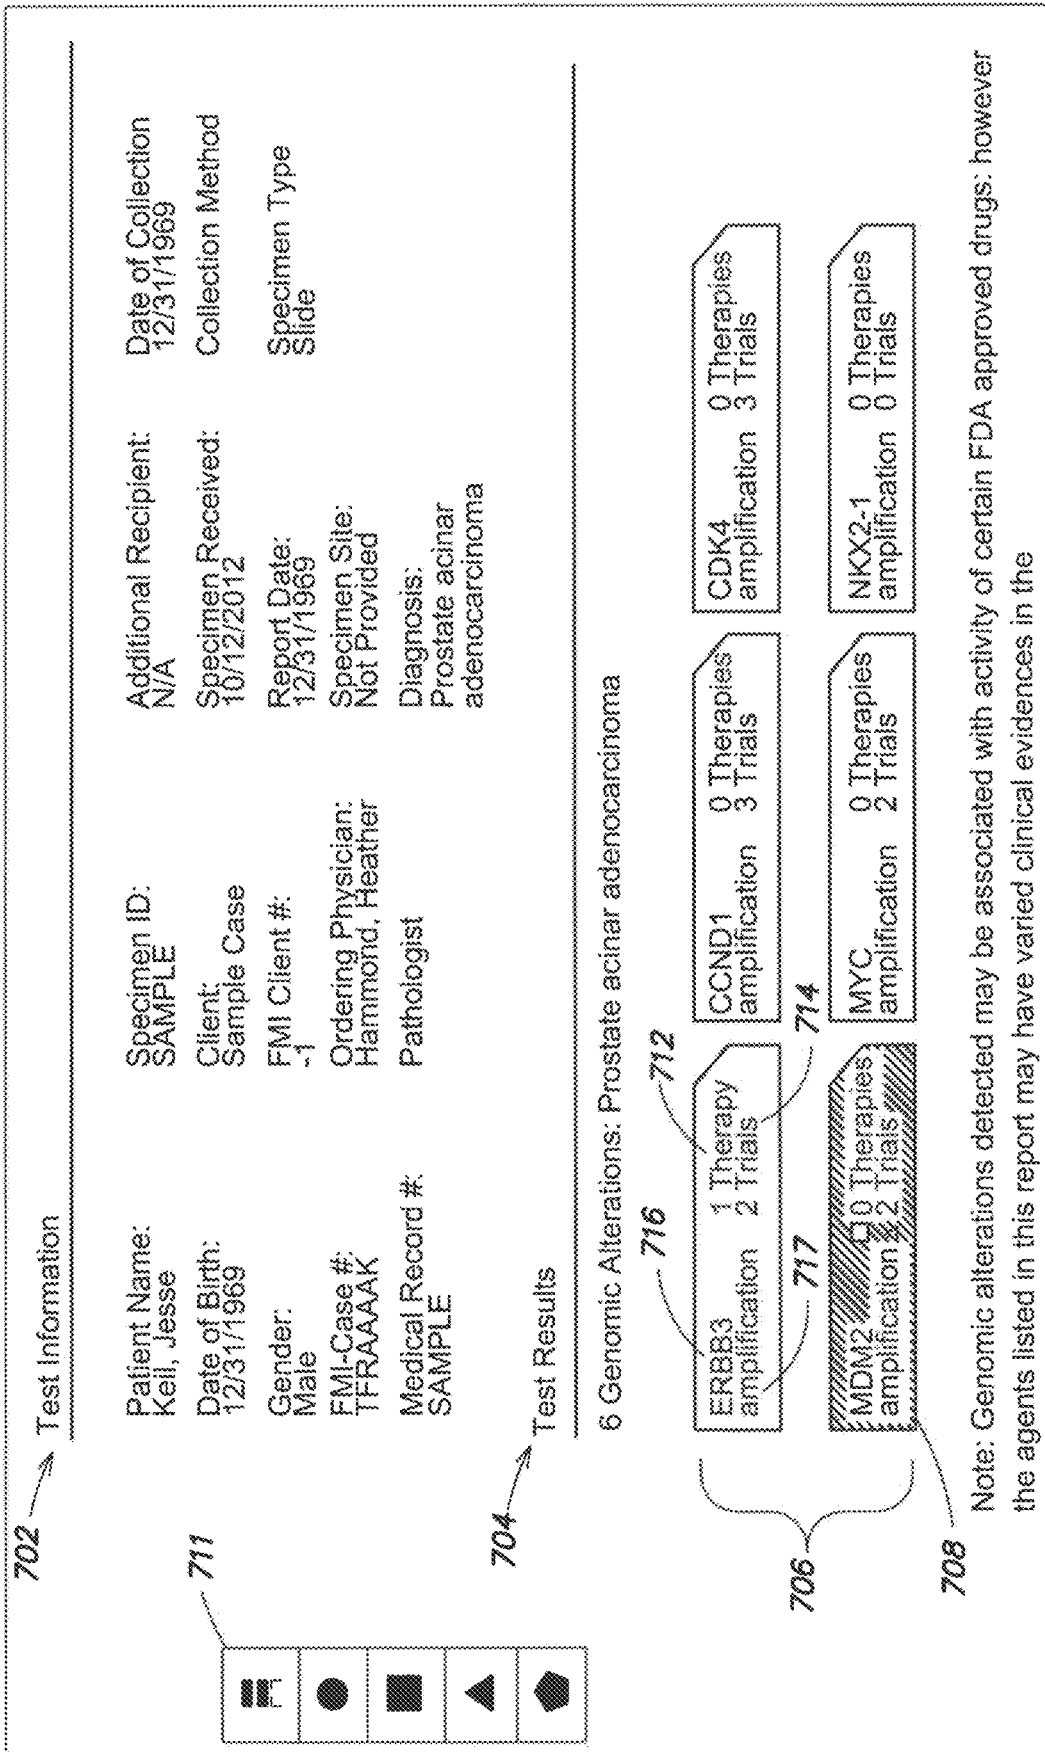 702
Test Information
711
Patient Name:
Keil, Jesse
Date of Birth:
12/31/1969
Gender:
Male
FMI-Case #:
TFRAAAAK
Medical Record #:
SAMPLE
Specimen ID:
SAMPLE
Client:
Sample Case
FMI Client #:
-1
Ordering Physician:
Hammond, Heather
Pathologist
Additional Recipient:
N/A
Specimen Received:
10/12/2012
Report Date:
12/31/1969
Specimen Site:
Not Provided
Diagnosis:
Prostate acinar
adenocarcinoma
Date of Collection
12/31/1969
Collection Method
Specimen Type
Slide
704
Test Results
6 Genomic Alterations: Prostate acinar adenocarcinoma
716
712
ERBB3 1 Therapy
amplification 2 Trials
CCND1 0 Therapies
amplification 3 Trials
CDK4 0 Therapies
amplification 3 Trials
717
714
706
MDM2 0 Therapies
amplification 2 Trials
MYC 0 Therapies
amplification 2 Trials
NKX2-1 0 Therapies
amplification 0 Trials
708
Note: Genomic alterations detected may be associated with activity of certain FDA approved drugs: however
the agents listed in this report may have varied clinical evidences in the